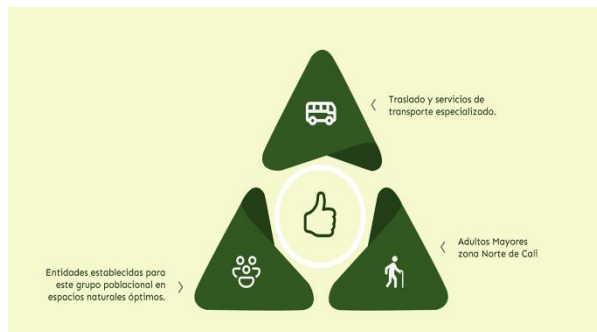 Traslado y servicios de
transporte especializado.
Adultos Mayores
zona Norte de Cali
Entidades establecidas para
este grupo poblacional en
espacios naturales óptimos.